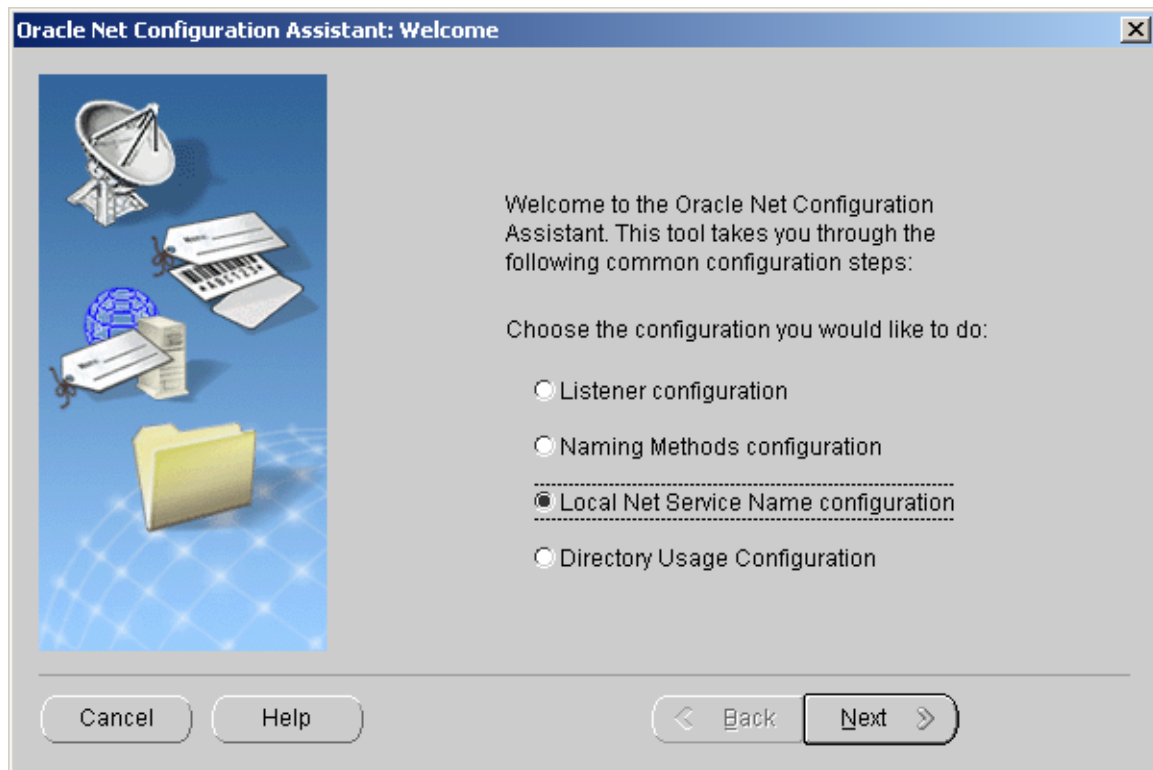 Oracle Net Configuration Assistant: Welcome
Welcome to the Oracle Net Configuration
Assistant. This tool takes you through the
following common configuration steps:
Choose the configuration you would like to do:
Listener configuration
Naming Methods configuration
Local Net Service Name configuration
Directory Usage Configuration
Cancel
Help
Back
Next